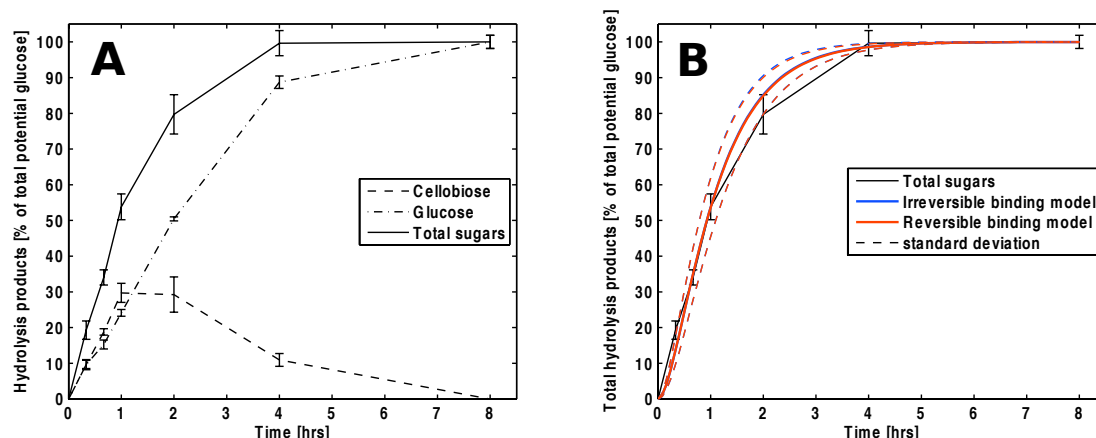 A
Hydrolysis products [% of total potential glucose]
100
90
80
70
60
50
40
30
20
10
0
Cellobiose
Glucose
Total sugars
0 1 2 3 4 5 6 7 8
Time [hrs]
B
Total hydrolysis products [% of total potential glucose]
100
90
80
70
60
50
40
30
20
10
0
Total sugars
Irreversible binding model
Reversible binding model
standard deviation
0 1 2 3 4 5 6 7 8
Time [hrs]